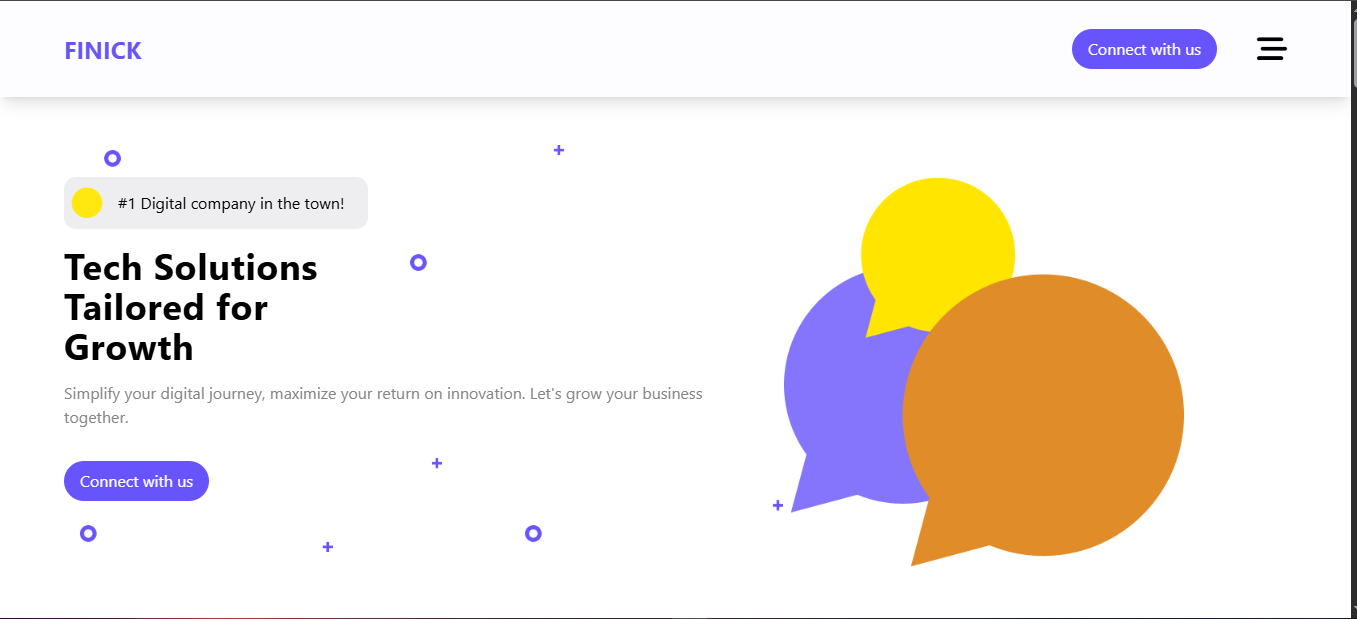 FINICK
Connect with us
#1 Digital company in the town!
Tech Solutions
Tailored for
Growth
Simplify your digital journey, maximize your return on innovation. Let's grow your business
together.
Connect with us